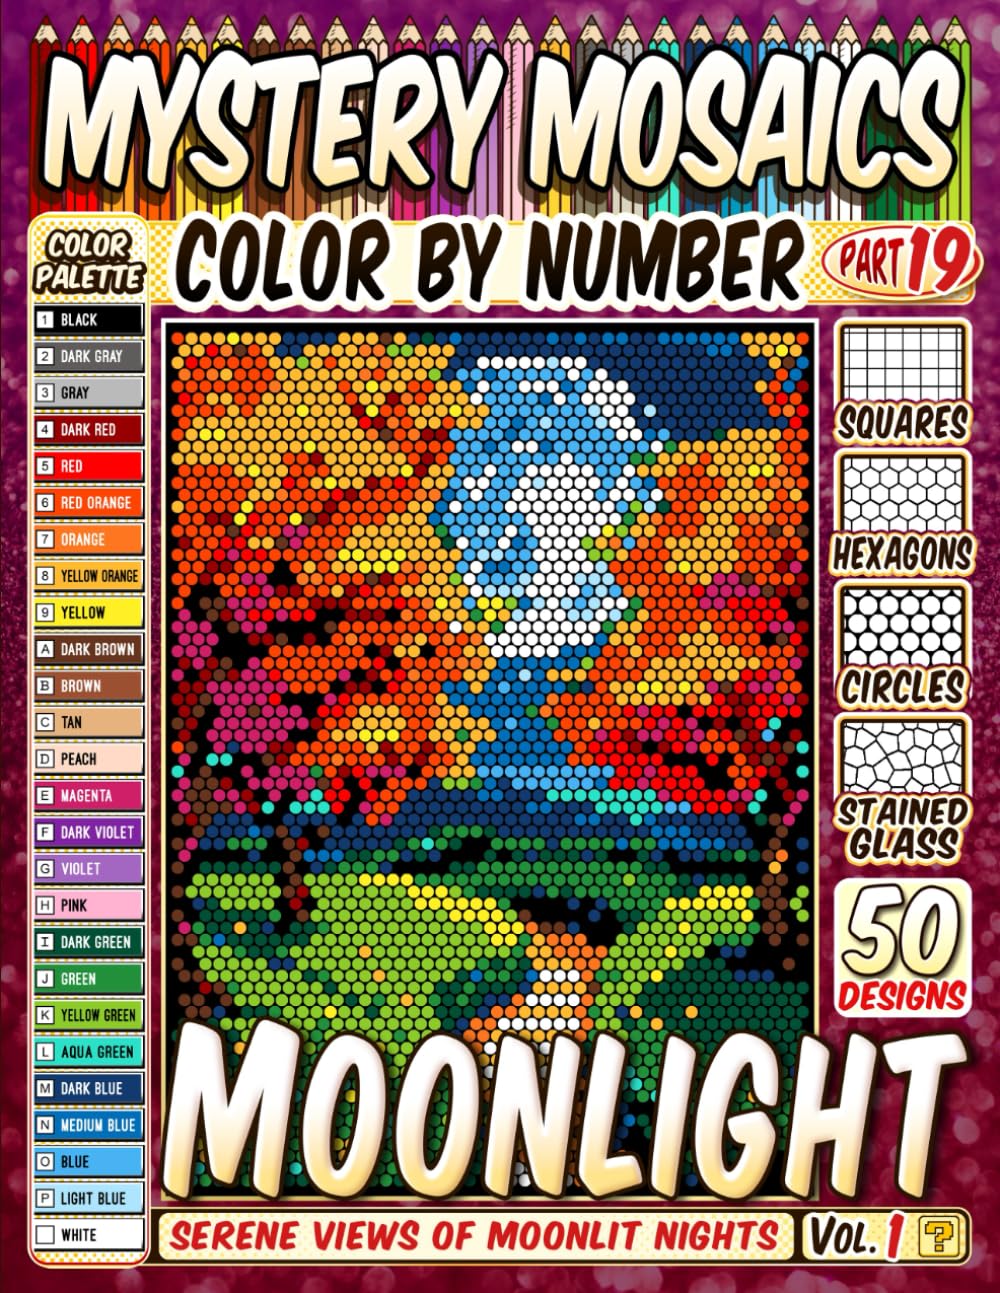 MYSTERY MOSAICS
COLOR BY NUMBER
PART 19
COLOR
PALETTE
1 BLACK
2 DARK GRAY
3 GRAY
4 DARK RED
5 RED
6 RED ORANGE
7 ORANGE
8 YELLOW ORANGE
9 YELLOW
A DARK BROWN
B BROWN
C TAN
D PEACH
E MAGENTA
F DARK VIOLET
G VIOLET
H PINK
I DARK GREEN
J GREEN
K YELLOW GREEN
L AQUA GREEN
M DARK BLUE
N MEDIUM BLUE
O BLUE
P LIGHT BLUE
WHITE
SQUARES
HEXAGONS
CIRCLES
STAINED
GLASS
50
DESIGNS
MOONLIGHT
SERENE VIEWS OF MOONLIT NIGHTS
VOL. 1 ?